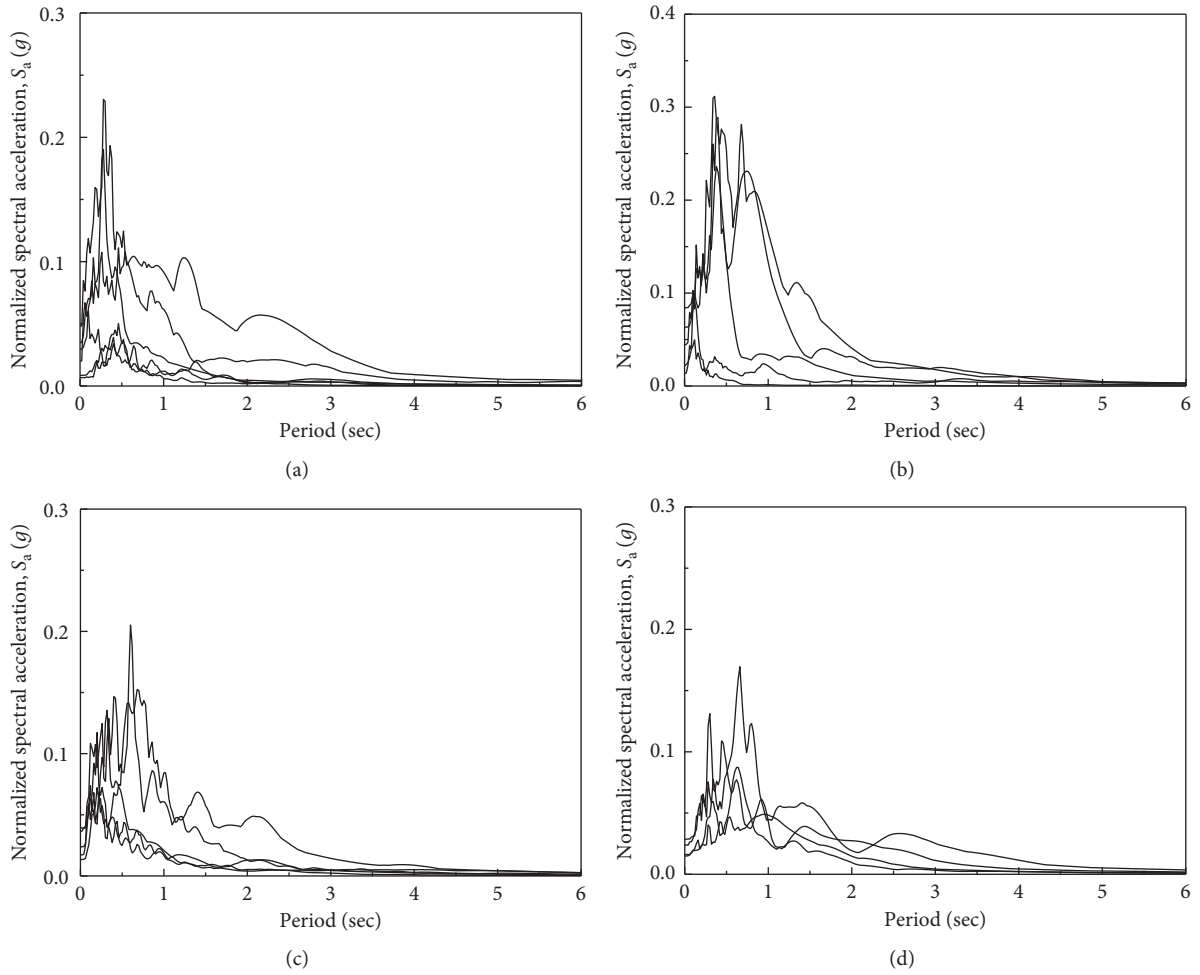 0.3
0.2
0.1
0.0
Normalized spectral acceleration, Sa (g)
0 1 2 3 4 5 6
Period (sec)
(a)
0.4
0.3
0.2
0.1
0.0
Normalized spectral acceleration, Sa (g)
0 1 2 3 4 5 6
Period (sec)
(b)
0.3
0.2
0.1
0.0
Normalized spectral acceleration, Sa (g)
0 1 2 3 4 5 6
Period (sec)
(c)
0.3
0.2
0.1
0.0
Normalized spectral acceleration, Sa (g)
0 1 2 3 4 5 6
Period (sec)
(d)